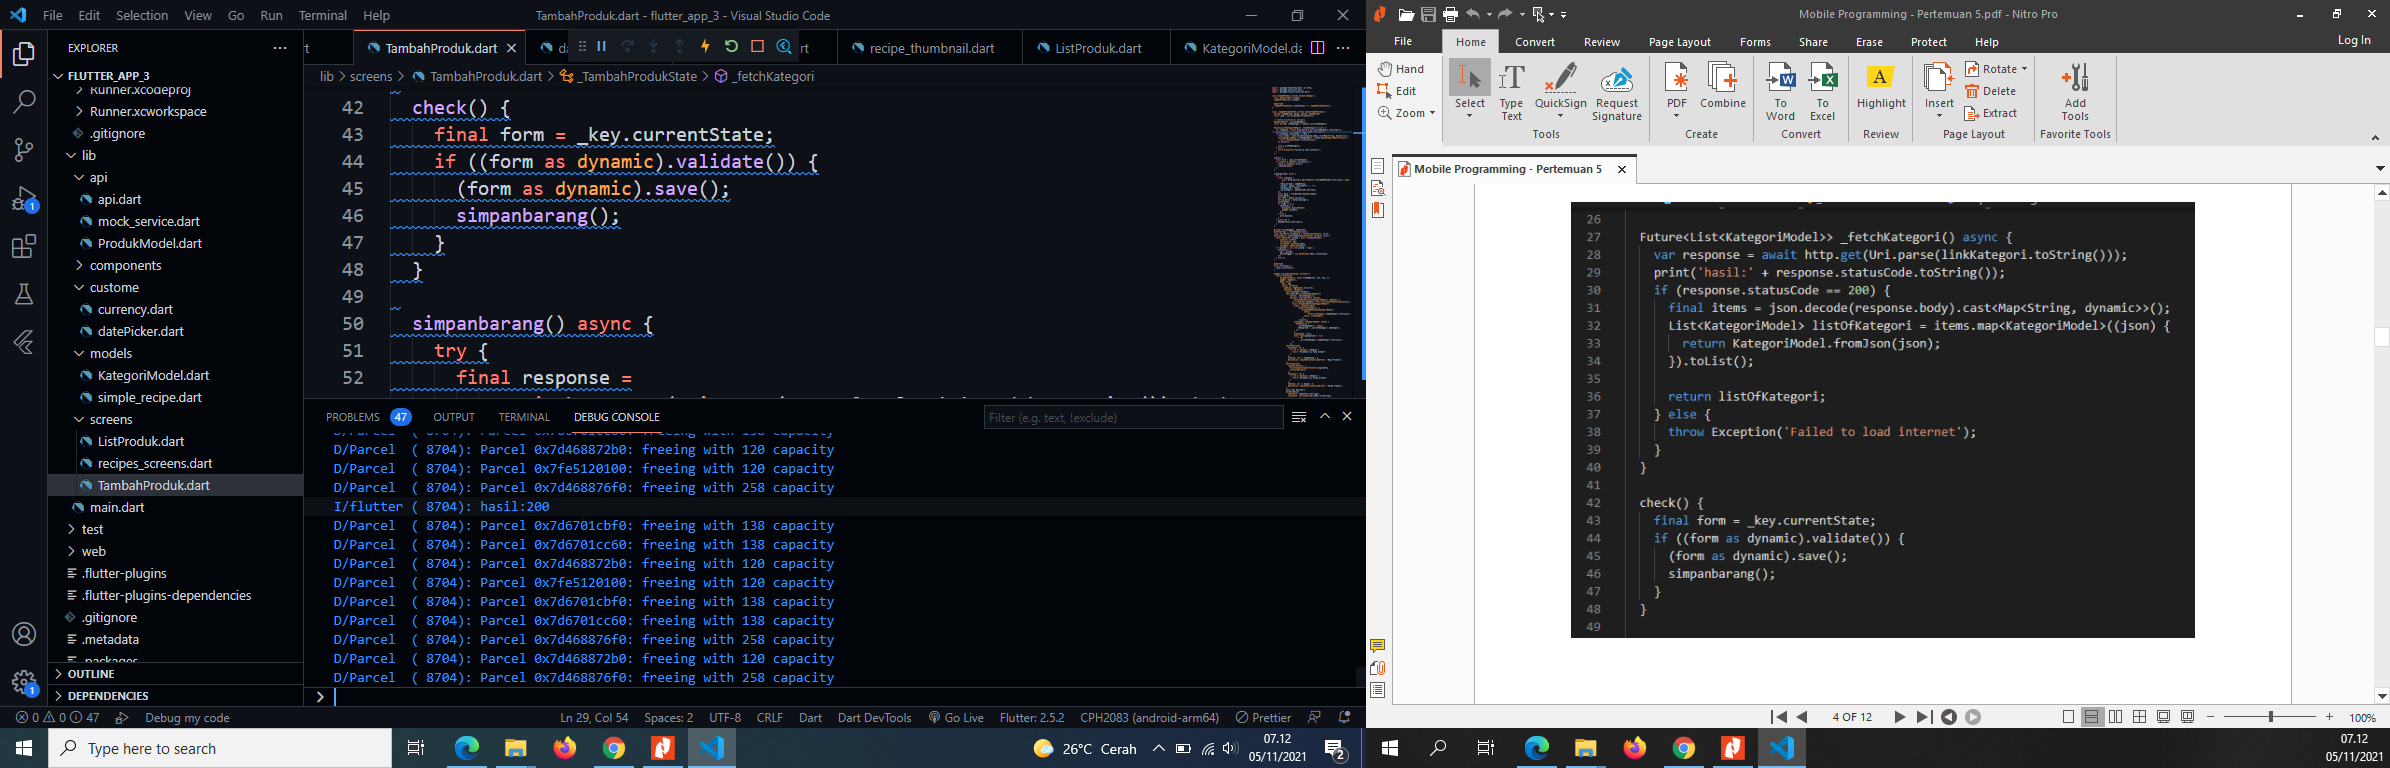 File Edit Selection View Go Run Terminal Help
TambahProduk.dart - flutter_app_3 - Visual Studio Code
EXPLORER
FLUTTER_APP_3
Runner.xcodeproj
Runner.xcworkspace
.gitignore
lib
api
api.dart
mock_service.dart
ProdukModel.dart
components
custome
currency.dart
datePicker.dart
models
KategoriModel.dart
simple_recipe.dart
screens
ListProduk.dart
recipes_screens.dart
TambahProduk.dart
main.dart
test
web
.flutter-plugins
.flutter-plugins-dependencies
.gitignore
.metadata
.packages
OUTLINE
DEPENDENCIES
1
1
rt TambahProduk.dart da rt recipe_thumbnail.dart ListProduk.dart KategoriModel.da
lib > screens > TambahProduk.dart > _TambahProdukState > _fetchKategori
42 check() {
43 final form = _key.currentState;
44 if ((form as dynamic).validate()) {
45 (form as dynamic).save();
46 simpanbarang();
47 }
48 }
49
50 simpanbarang() async {
51 try {
52 final response =
PROBLEMS 47 OUTPUT TERMINAL DEBUG CONSOLE
Filter (e.g. text, !exclude)
D/Parcel ( 8704): Parcel 0x7d468872b0: freeing with 120 capacity
D/Parcel ( 8704): Parcel 0x7fe5120100: freeing with 120 capacity
D/Parcel ( 8704): Parcel 0x7d468876f0: freeing with 258 capacity
I/flutter ( 8704): hasil:200
D/Parcel ( 8704): Parcel 0x7d6701cbf0: freeing with 138 capacity
D/Parcel ( 8704): Parcel 0x7d6701cc60: freeing with 138 capacity
D/Parcel ( 8704): Parcel 0x7d468872b0: freeing with 120 capacity
D/Parcel ( 8704): Parcel 0x7fe5120100: freeing with 120 capacity
D/Parcel ( 8704): Parcel 0x7d6701cbf0: freeing with 138 capacity
D/Parcel ( 8704): Parcel 0x7d6701cc60: freeing with 138 capacity
D/Parcel ( 8704): Parcel 0x7d468876f0: freeing with 258 capacity
D/Parcel ( 8704): Parcel 0x7d468872b0: freeing with 120 capacity
D/Parcel ( 8704): Parcel 0x7d468876f0: freeing with 258 capacity
0 0 47 Debug my code Ln 29, Col 54 Spaces: 2 UTF-8 CRLF Dart Dart DevTools Go Live Flutter: 2.5.2 CPH2083 (android-arm64) Prettier
Type here to search
26°C Cerah
07.12
05/11/2021
2
Mobile Programming - Pertemuan 5.pdf - Nitro Pro
File Home Convert Review Page Layout Forms Share Erase Protect Help Log In
Hand
Edit
Zoom
Select
Type Text
QuickSign
Request Signature
Tools
PDF
Combine
Create
To Word
To Excel
Convert
Highlight
Review
Insert
Rotate
Delete
Extract
Page Layout
Add Tools
Favorite Tools
Mobile Programming - Pertemuan 5
26
27 Future<List<KategoriModel>> _fetchKategori() async {
28 var response = await http.get(Uri.parse(linkKategori.toString()));
29 print('hasil:' + response.statusCode.toString());
30 if (response.statusCode == 200) {
31 final items = json.decode(response.body).cast<Map<String, dynamic>>();
32 List<KategoriModel> listOfKategori = items.map<KategoriModel>((json) {
33 return KategoriModel.fromJson(json);
34 }).toList();
35
36 return listOfKategori;
37 } else {
38 throw Exception('Failed to load internet');
39 }
40 }
41
42 check() {
43 final form = _key.currentState;
44 if ((form as dynamic).validate()) {
45 (form as dynamic).save();
46 simpanbarang();
47 }
48 }
49
4 OF 12
100%
07.12
05/11/2021